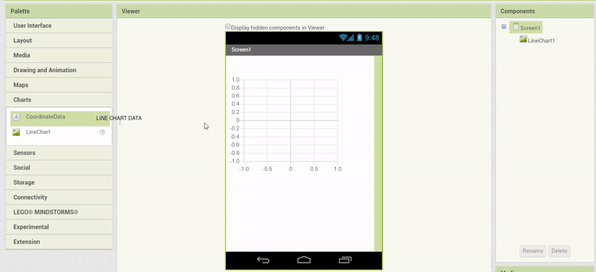 Palette
Viewer
Components
User Interface
Layout
Media
Drawing and Animation
Maps
Charts
CoordinateData
LINE CHART DATA
LineChart
?
Sensors
Social
Storage
Connectivity
LEGO® MINDSTORMS®
Experimental
Extension
Display hidden components in Viewer
9:48
Screen1
1.0
0.8
0.6
0.4
0.2
0
-0.2
-0.4
-0.6
-0.8
-1.0
-1.0 -0.5 0 0.5 1.0
Screen1
LineChart1
Rename Delete